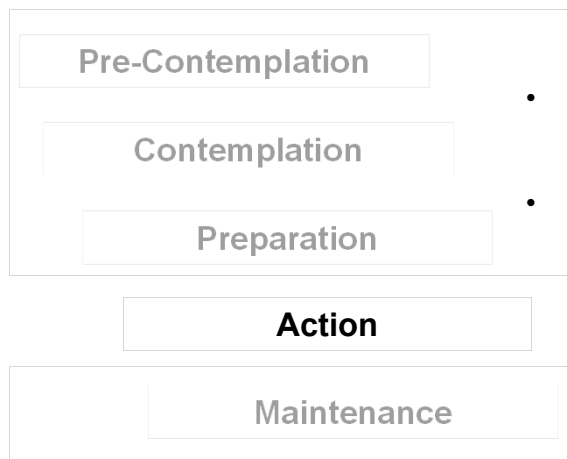 Pre-Contemplation
•
Contemplation
•
Preparation
Action
Maintenance